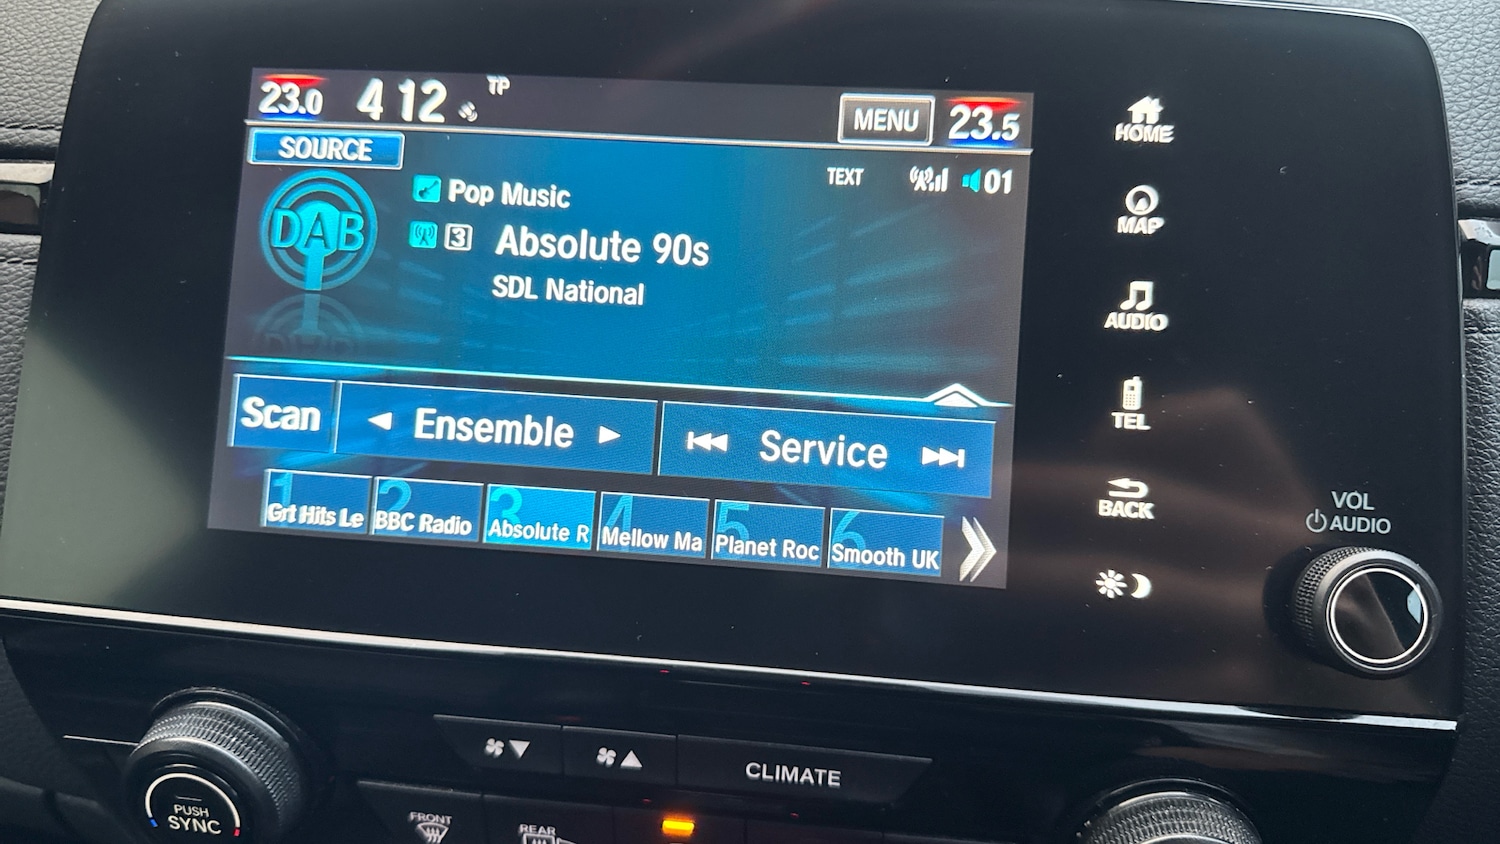 23.0 4 12 TP MENU 23.5
SOURCE
TEXT 01
DAB
Pop Music
3 Absolute 90s
SDL National
Scan Ensemble Service
1 2 3 4 5 6
Grt Hits Le BBC Radio Absolute R Mellow Ma Planet Roc Smooth UK
HOME
MAP
AUDIO
TEL
BACK
VOL
AUDIO
CLIMATE
PUSH
SYNC
FRONT
REAR